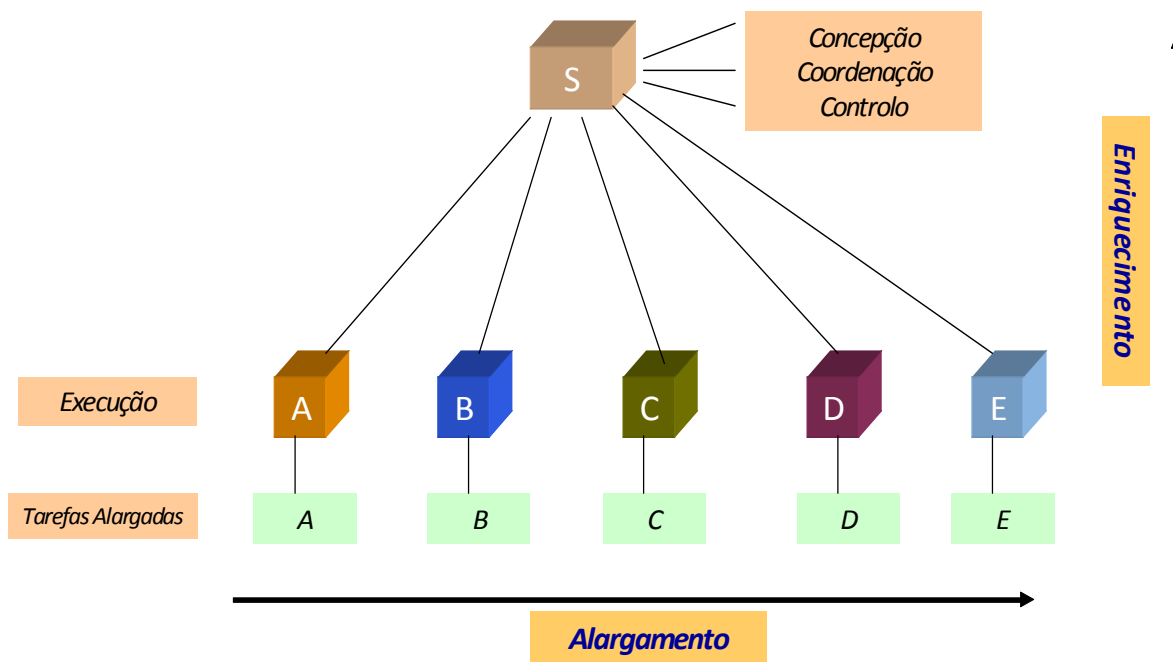 S
Concepção
Coordenação
Controlo
Enriquecimento
Execução
A
B
C
D
E
Tarefas Alargadas
A
B
C
D
E
Alargamento